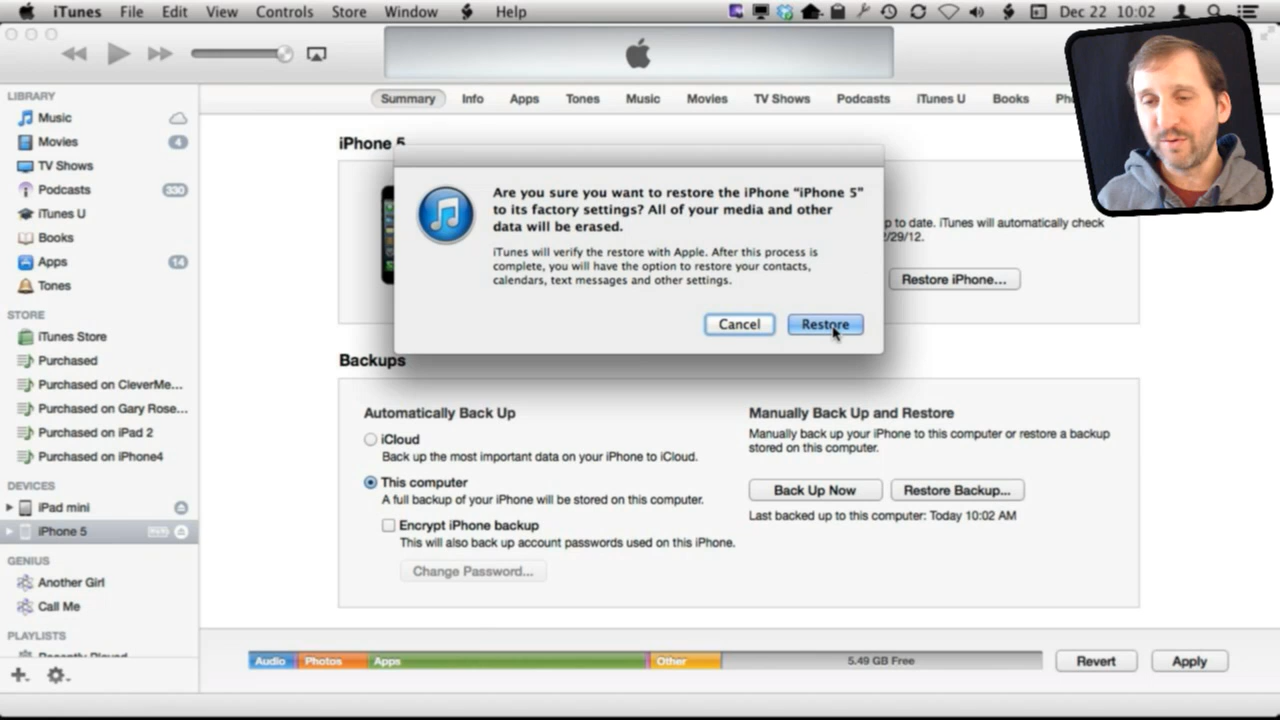 iTunes File Edit View Controls Store Window Help Dec 22 10:02
LIBRARY
Music
Movies 4
TV Shows
Podcasts 330
iTunes U
Books
Apps 14
Tones
STORE
iTunes Store
Purchased
Purchased on CleverMe...
Purchased on Gary Rose...
Purchased on iPad 2
Purchased on iPhone4
DEVICES
iPad mini
iPhone 5
GENIUS
Another Girl
Call Me
PLAYLISTS
Recently Played
Summary Info Apps Tones Music Movies TV Shows Podcasts iTunes U Books
iPhone 5
Are you sure you want to restore the iPhone “iPhone 5”
to its factory settings? All of your media and other
data will be erased.
iTunes will verify the restore with Apple. After this process is
complete, you will have the option to restore your contacts,
calendars, text messages and other settings.
Cancel Restore
p to date. iTunes will automatically check
/29/12.
Restore iPhone...
Backups
Automatically Back Up
iCloud
Back up the most important data on your iPhone to iCloud.
This computer
A full backup of your iPhone will be stored on this computer.
Encrypt iPhone backup
This will also back up account passwords used on this iPhone.
Change Password...
Manually Back Up and Restore
Manually back up your iPhone to this computer or restore a backup
stored on this computer.
Back Up Now Restore Backup...
Last backed up to this computer: Today 10:02 AM
Audio Photos Apps Other 5.49 GB Free
Revert Apply